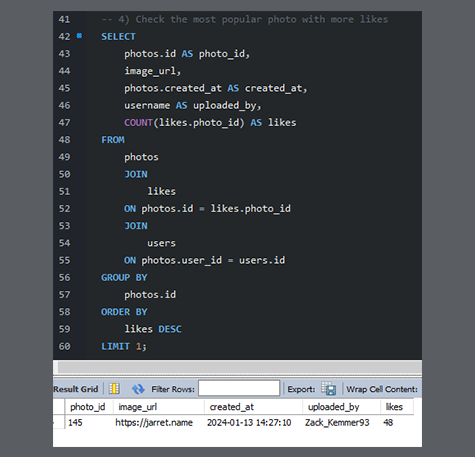 41 -- 4) Check the most popular photo with more likes
42 SELECT
43 photos.id AS photo_id,
44 image_url,
45 photos.created_at AS created_at,
46 username AS uploaded_by,
47 COUNT(likes.photo_id) AS likes
48 FROM
49 photos
50 JOIN
51 likes
52 ON photos.id = likes.photo_id
53 JOIN
54 users
55 ON photos.user_id = users.id
56 GROUP BY
57 photos.id
58 ORDER BY
59 likes DESC
60 LIMIT 1;
Result Grid Filter Rows: Export: Wrap Cell Content:
photo_id image_url created_at uploaded_by likes
145 https://jarret.name 2024-01-13 14:27:10 Zack_Kemmer93 48